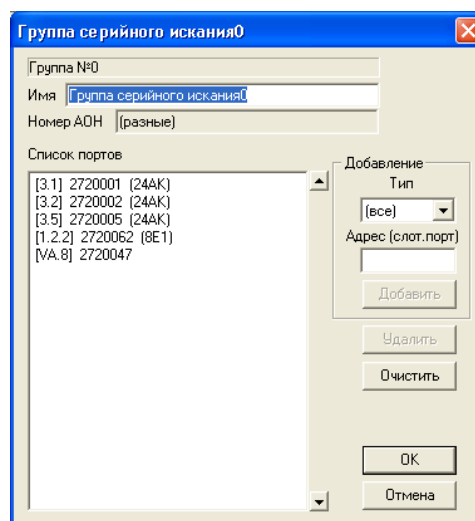 Группа серийного искания0
Группа №0
Имя Группа серийного искания0
Номер АОН (разные)
Список портов
[3.1] 2720001 (24АК)
[3.2] 2720002 (24АК)
[3.5] 2720005 (24АК)
[1.2.2] 2720062 (8E1)
[VA.8] 2720047
Добавление
Тип
(все)
Адрес (слот.порт)
Добавить
Удалить
Очистить
OK
Отмена